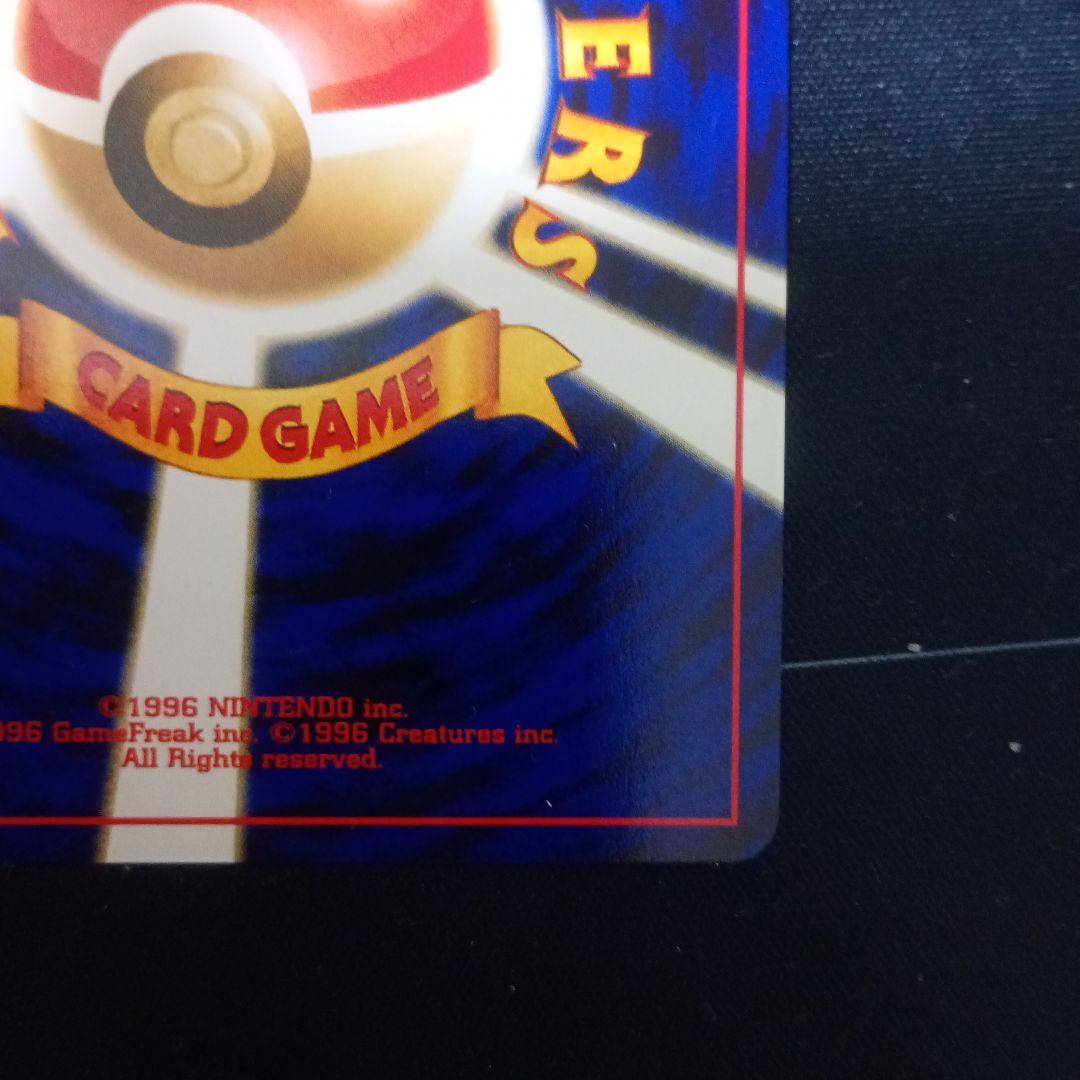 ERS
CARD GAME
©1996 NINTENDO inc.
96 GameFreak inc. ©1996 Creatures inc.
All Rights reserved.